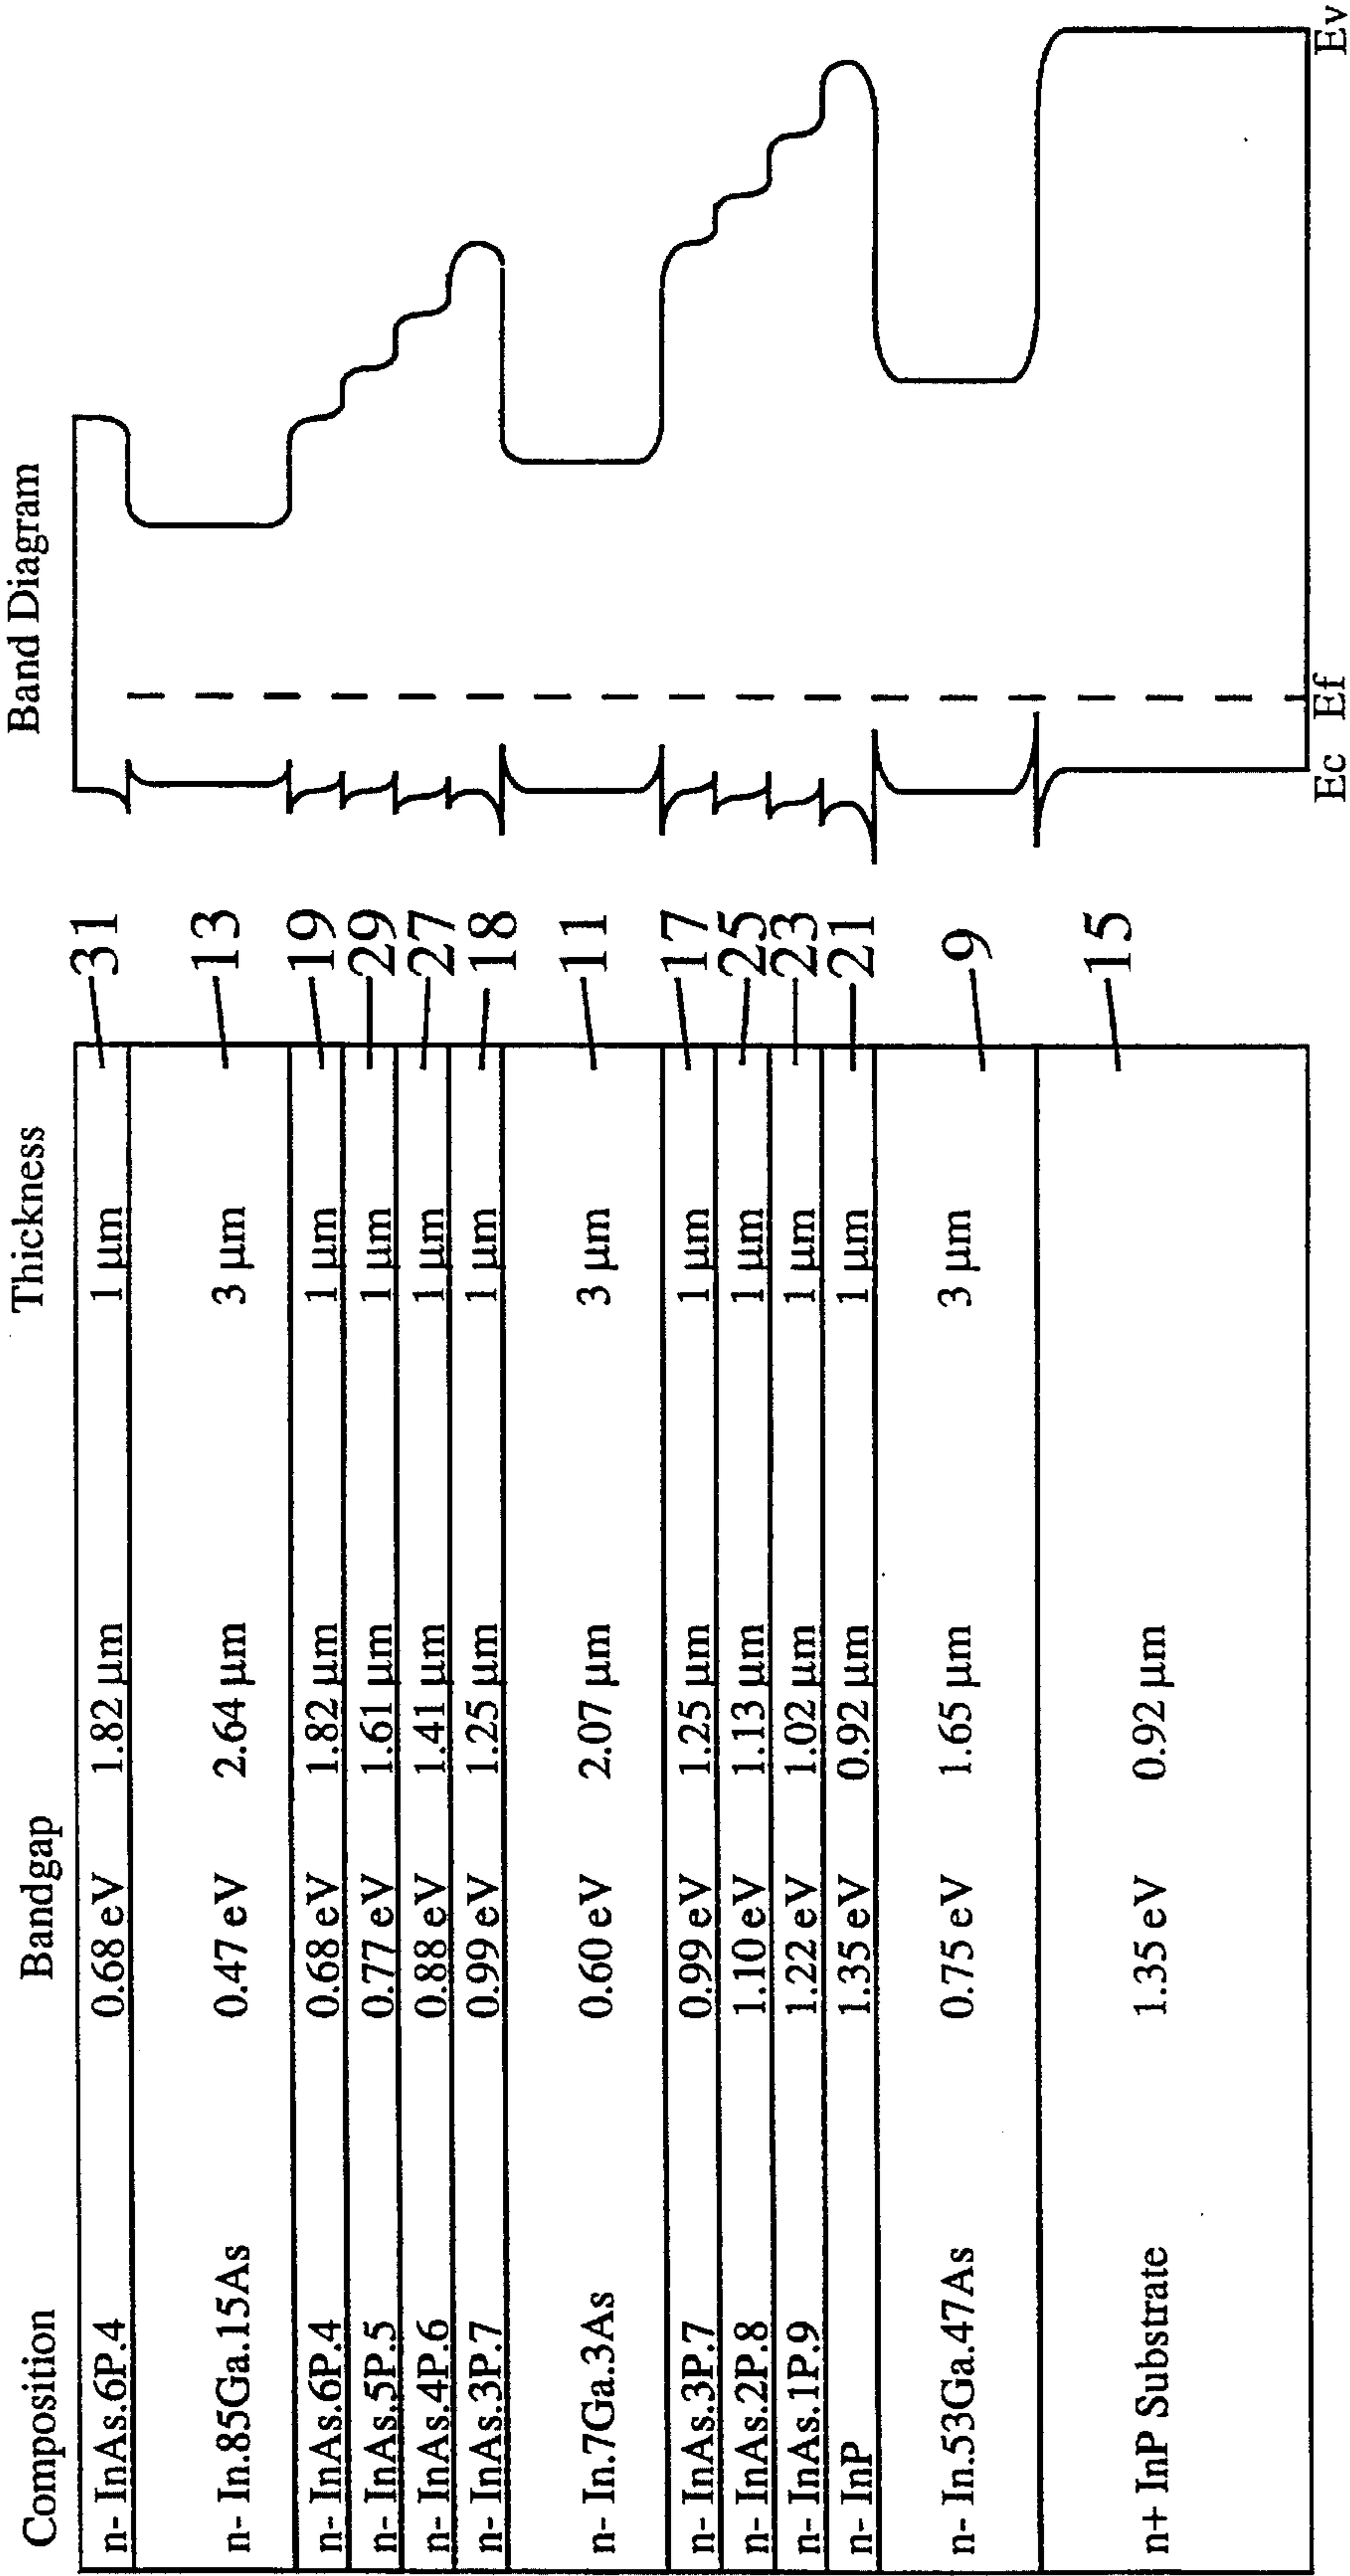 Composition Bandgap Thickness Band Diagram
n- InAs.6P.4 0.68 eV 1.82 µm 1 µm 31
n- In.85Ga.15As 0.47 eV 2.64 µm 3 µm 13
n- InAs.6P.4 0.68 eV 1.82 µm 1 µm 19
n- InAs.5P.5 0.77 eV 1.61 µm 1 µm 29
n- InAs.4P.6 0.88 eV 1.41 µm 1 µm 27
n- InAs.3P.7 0.99 eV 1.25 µm 1 µm 18
n- In.7Ga.3As 0.60 eV 2.07 µm 3 µm 11
n- InAs.3P.7 0.99 eV 1.25 µm 1 µm 17
n- InAs.2P.8 1.10 eV 1.13 µm 1 µm 25
n- InAs.1P.9 1.22 eV 1.02 µm 1 µm 23
n- InP 1.35 eV 0.92 µm 1 µm 21
n- In.53Ga.47As 0.75 eV 1.65 µm 3 µm 9
n+ InP Substrate 1.35 eV 0.92 µm 15
Ec Ef Ev